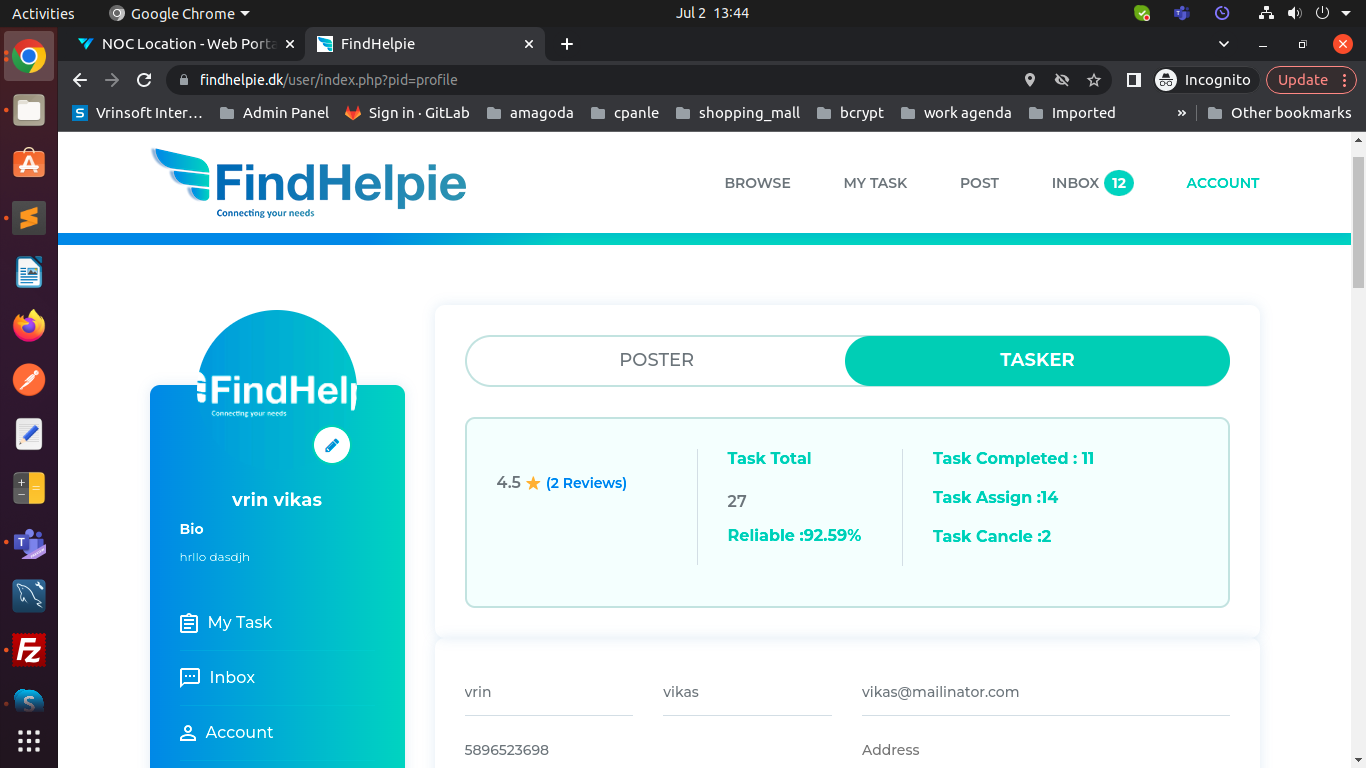 Activities
Google Chrome
Jul 2 13:44
NOC Location - Web Porta
FindHelpie
findhelpie.dk/user/index.php?pid=profile
Incognito
Update
Vrinsoft Inter...
Admin Panel
Sign in · GitLab
amagoda
cpanle
shopping_mall
bcrypt
work agenda
Imported
»
Other bookmarks
FindHelpie
Connecting your needs
BROWSE
MY TASK
POST
INBOX 12
ACCOUNT
FindHelp
Connecting your needs
vrin vikas
Bio
hrllo dasdjh
My Task
Inbox
Account
POSTER
TASKER
4.5 ★ (2 Reviews)
Task Total
27
Reliable :92.59%
Task Completed : 11
Task Assign :14
Task Cancle :2
vrin
vikas
vikas@mailinator.com
5896523698
Address